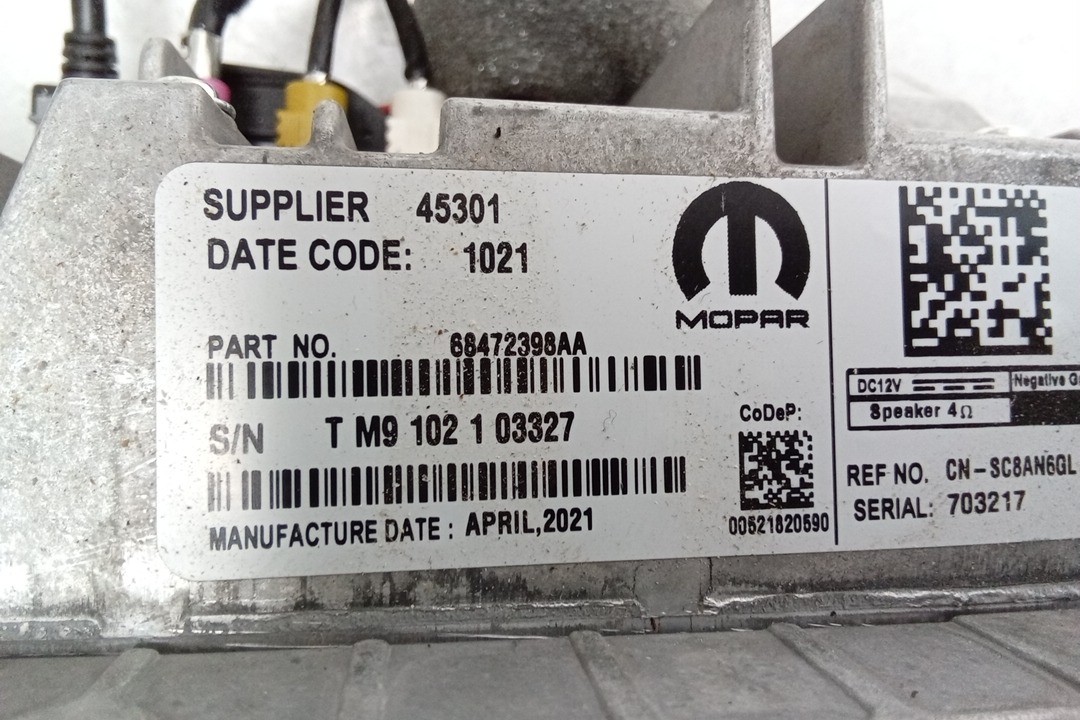 SUPPLIER 45301
DATE CODE: 1021
MOPAR
PART NO. 68472398AA
S/N T M9 102 1 03327
MANUFACTURE DATE : APRIL,2021
CoDeP:
00521820590
DC12V
Negative G
Speaker 4Ω
REF NO. CN-SC8AN6GL
SERIAL: 703217